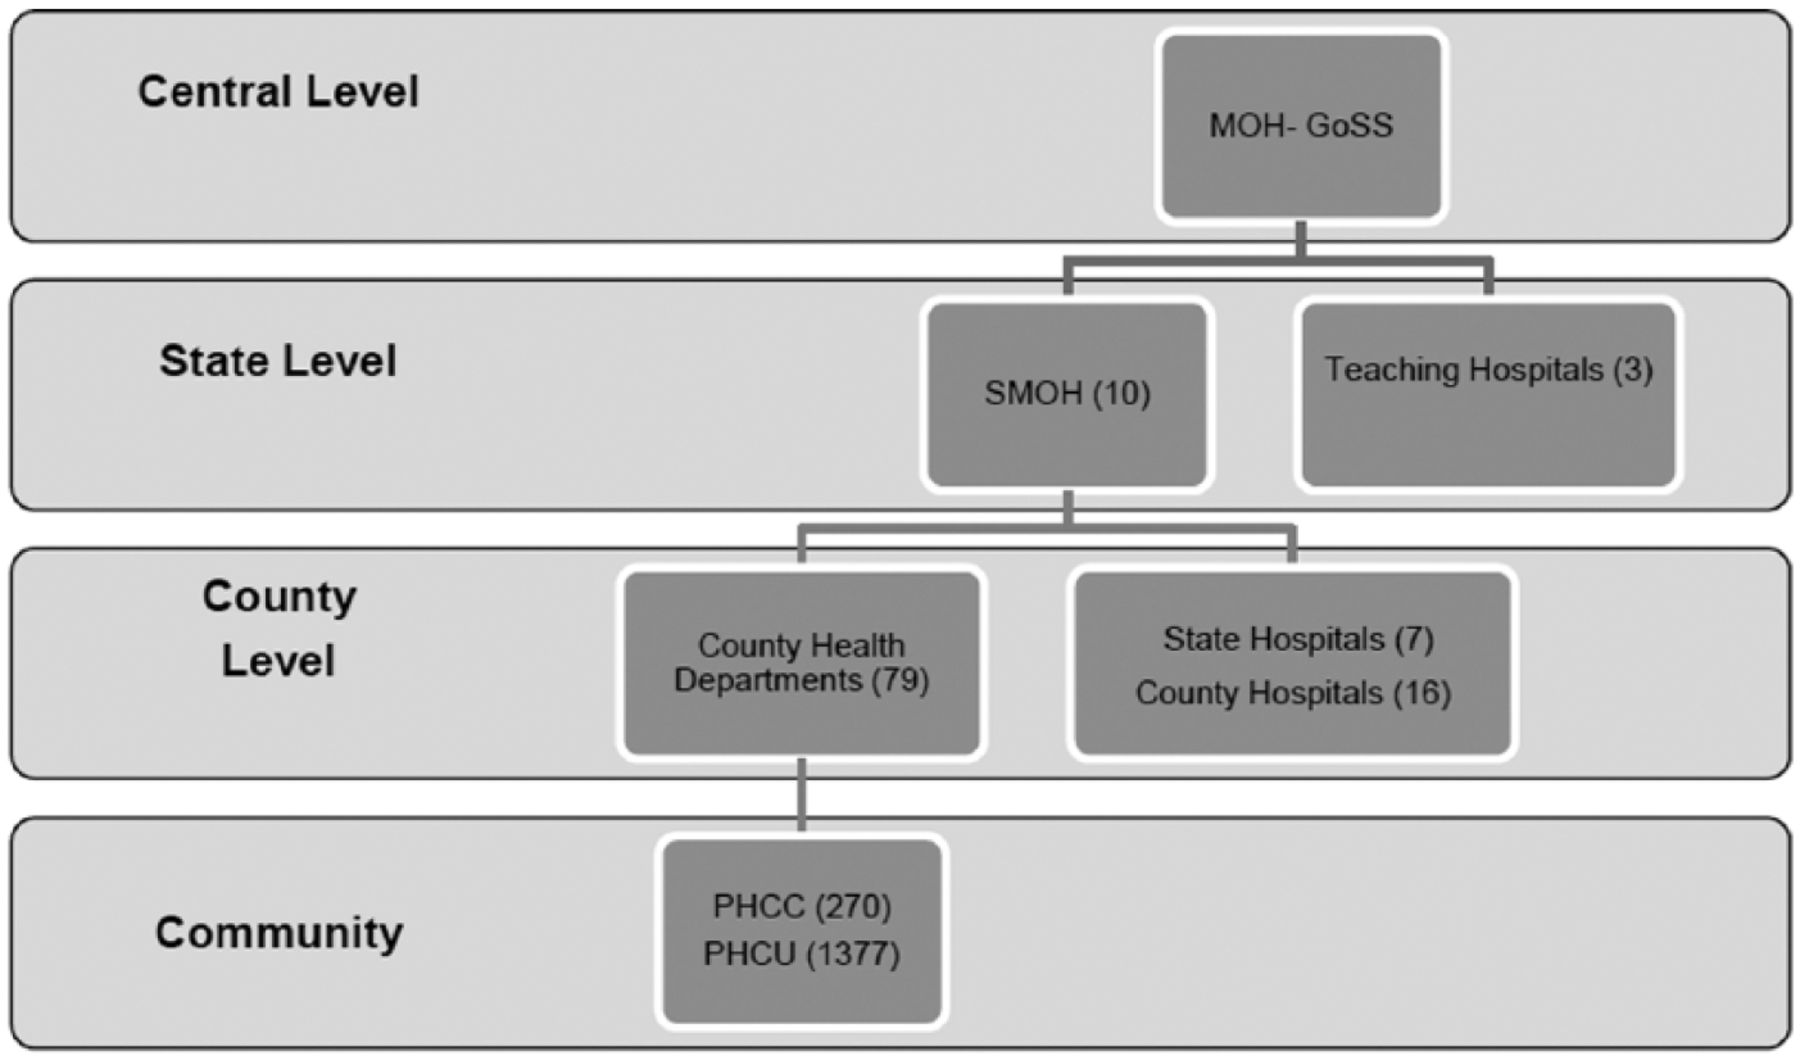 Central Level
MOH- GoSS
State Level
SMOH (10)
Teaching Hospitals (3)
County
Level
County Health
Departments (79)
State Hospitals (7)
County Hospitals (16)
Community
PHCC (270)
PHCU (1377)